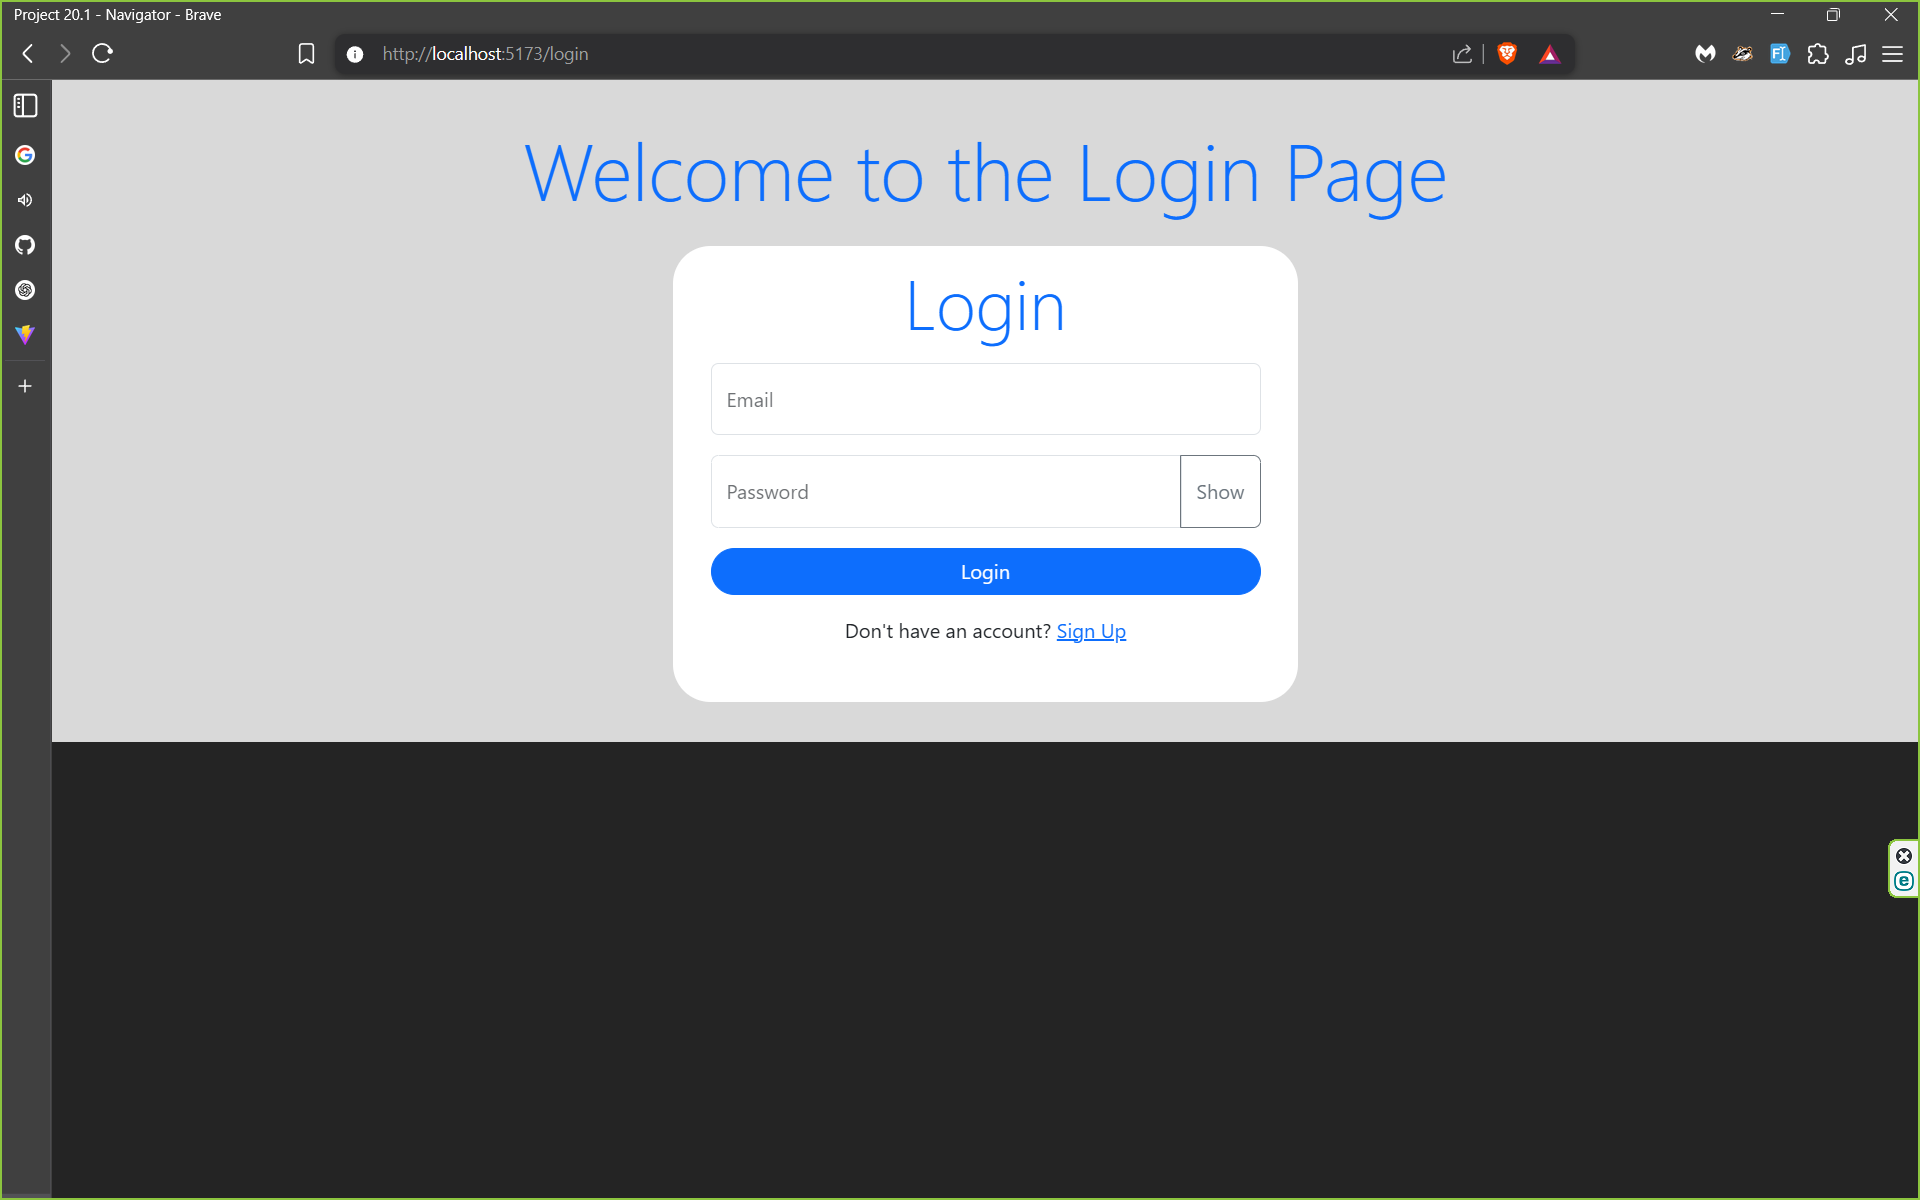 Project 20.1 - Navigator - Brave
http://localhost:5173/login
Welcome to the Login Page
Login
Email
Password
Show
Login
Don't have an account? Sign Up